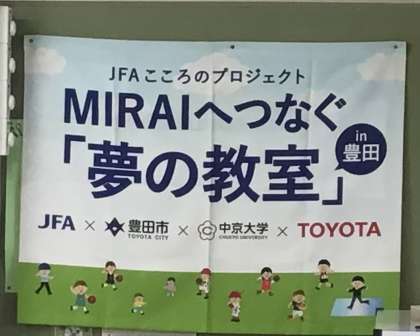 JFAこころのプロジェクト
MIRAIへつなぐ
「夢の教室」
in
豊田
JFA × 豊田市 × 中京大学 × TOYOTA
TOYOTA CITY CHUKYO UNIVERSITY